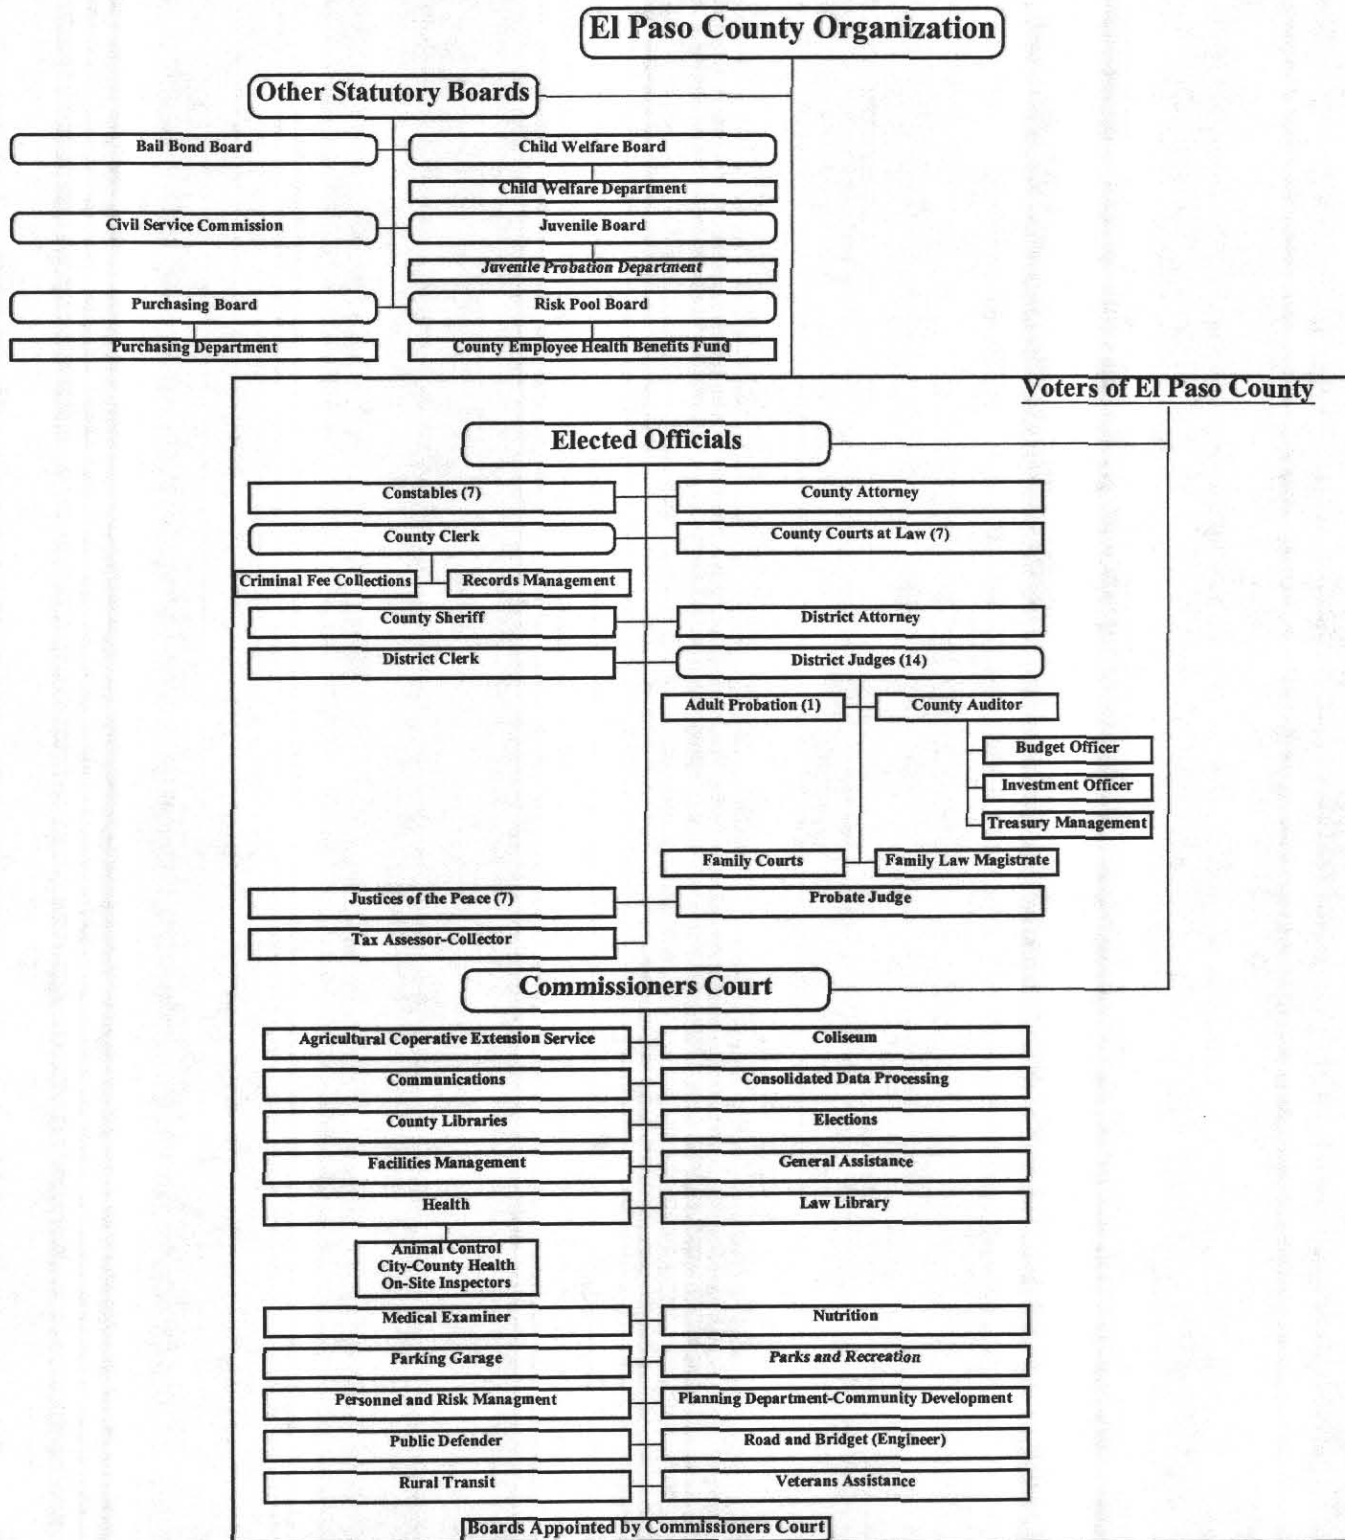 El Paso County Organization
Other Statutory Boards
Bail Bond Board
Child Welfare Board
Child Welfare Department
Civil Service Commission
Juvenile Board
Juvenile Probation Department
Purchasing Board
Risk Pool Board
Purchasing Department
County Employee Health Benefits Fund
Voters of El Paso County
Elected Officials
Constables (7)
County Attorney
County Clerk
County Courts at Law (7)
Criminal Fee Collections
Records Management
County Sheriff
District Attorney
District Clerk
District Judges (14)
Adult Probation (1)
County Auditor
Budget Officer
Investment Officer
Treasury Management
Family Courts
Family Law Magistrate
Justices of the Peace (7)
Probate Judge
Tax Assessor-Collector
Commissioners Court
Agricultural Coperative Extension Service
Coliseum
Communications
Consolidated Data Processing
County Libraries
Elections
Facilities Management
General Assistance
Health
Law Library
Animal Control
City-County Health
On-Site Inspectors
Medical Examiner
Nutrition
Parking Garage
Parks and Recreation
Personnel and Risk Managment
Planning Department-Community Development
Public Defender
Road and Bridget (Engineer)
Rural Transit
Veterans Assistance
Boards Appointed by Commissioners Court